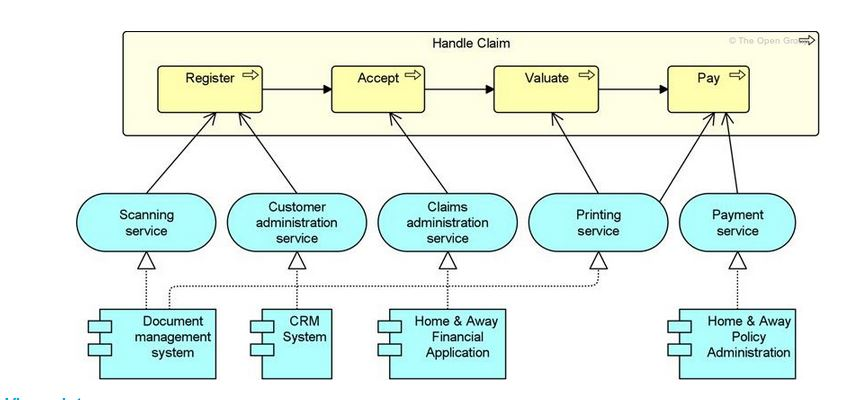 Handle Claim
© The Open Gro
Register
Accept
Valuate
Pay
Scanning
service
Customer
administration
service
Claims
administration
service
Printing
service
Payment
service
Document
management
system
CRM
System
Home & Away
Financial
Application
Home & Away
Policy
Administration